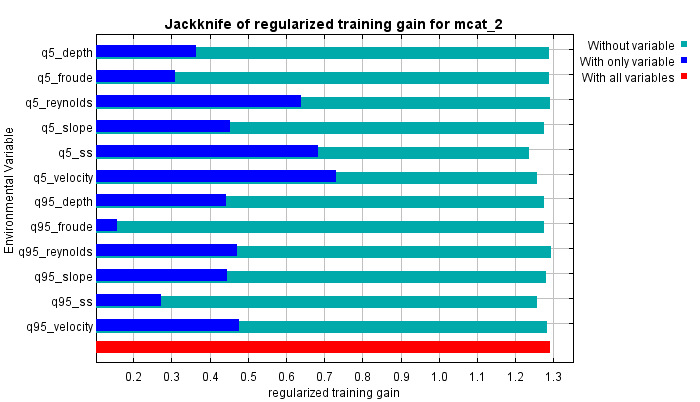 Jackknife of regularized training gain for mcat_2
Without variable
With only variable
With all variables
Environmental Variable
q5_depth
q5_froude
q5_reynolds
q5_slope
q5_ss
q5_velocity
q95_depth
q95_froude
q95_reynolds
q95_slope
q95_ss
q95_velocity
0.2 0.3 0.4 0.5 0.6 0.7 0.8 0.9 1.0 1.1 1.2 1.3
regularized training gain